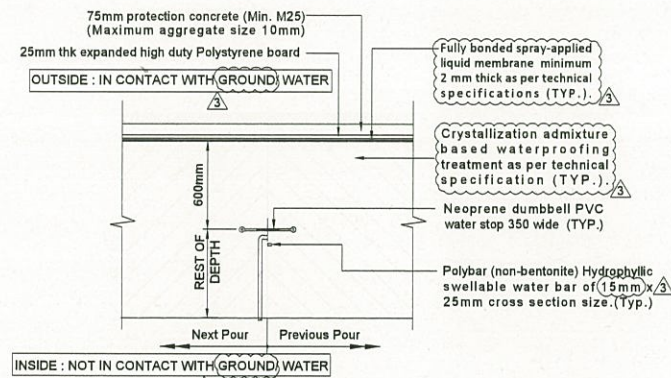 75mm protection concrete (Min. M25)
(Maximum aggregate size 10mm)
25mm thk expanded high duty Polystyrene board
OUTSIDE : IN CONTACT WITH GROUND WATER
3
Fully bonded spray-applied
liquid membrane minimum
2 mm thick as per technical
specifications (TYP.).
3
Crystallization admixture
based waterproofing
treatment as per technical
specification (TYP.).
3
600mm
REST OF
DEPTH
Neoprene dumbbell PVC
water stop 350 wide (TYP.)
Polybar (non-bentonite) Hydrophyllic
swellable water bar of 15mm x
25mm cross section size.(Typ.)
3
Next Pour
Previous Pour
INSIDE : NOT IN CONTACT WITH GROUND WATER